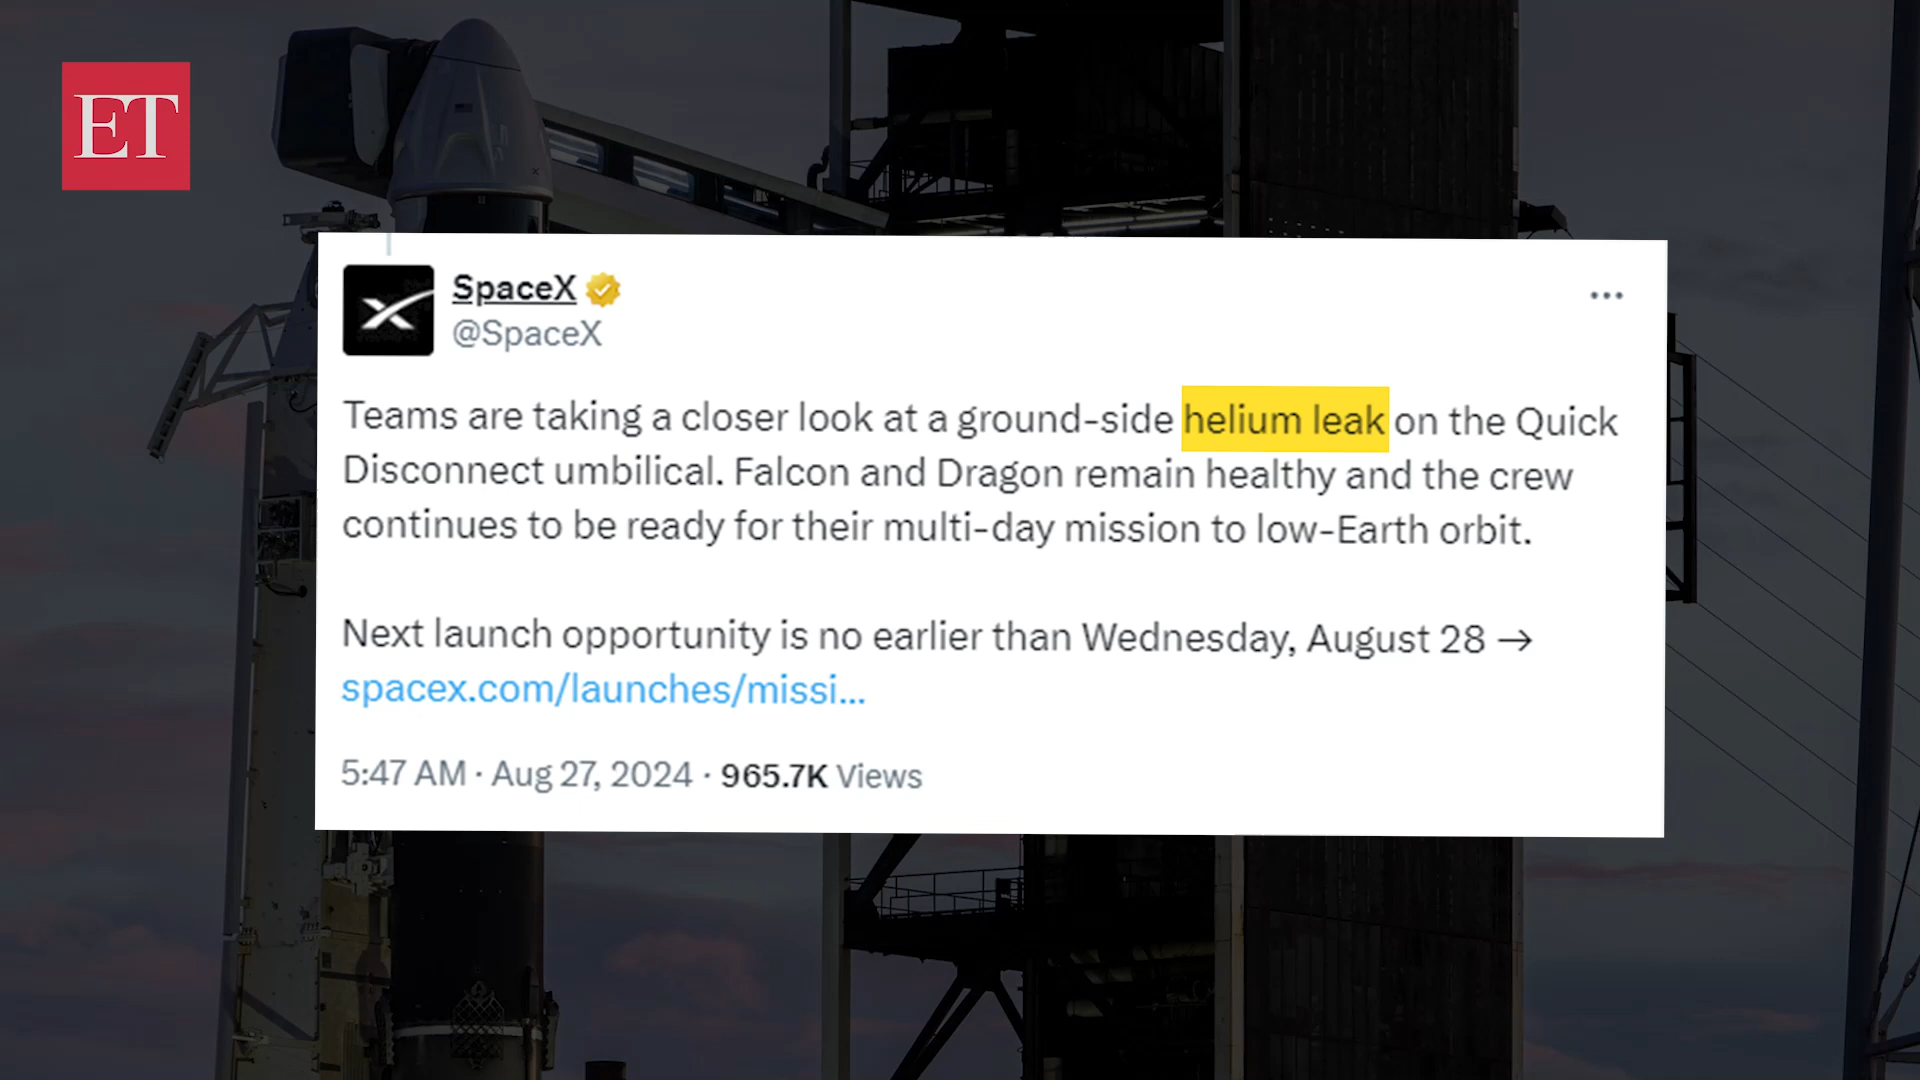 ET
SpaceX
@SpaceX
Teams are taking a closer look at a ground-side helium leak on the Quick
Disconnect umbilical. Falcon and Dragon remain healthy and the crew
continues to be ready for their multi-day mission to low-Earth orbit.
Next launch opportunity is no earlier than Wednesday, August 28 →
spacex.com/launches/missi...
5:47 AM · Aug 27, 2024 · 965.7K Views